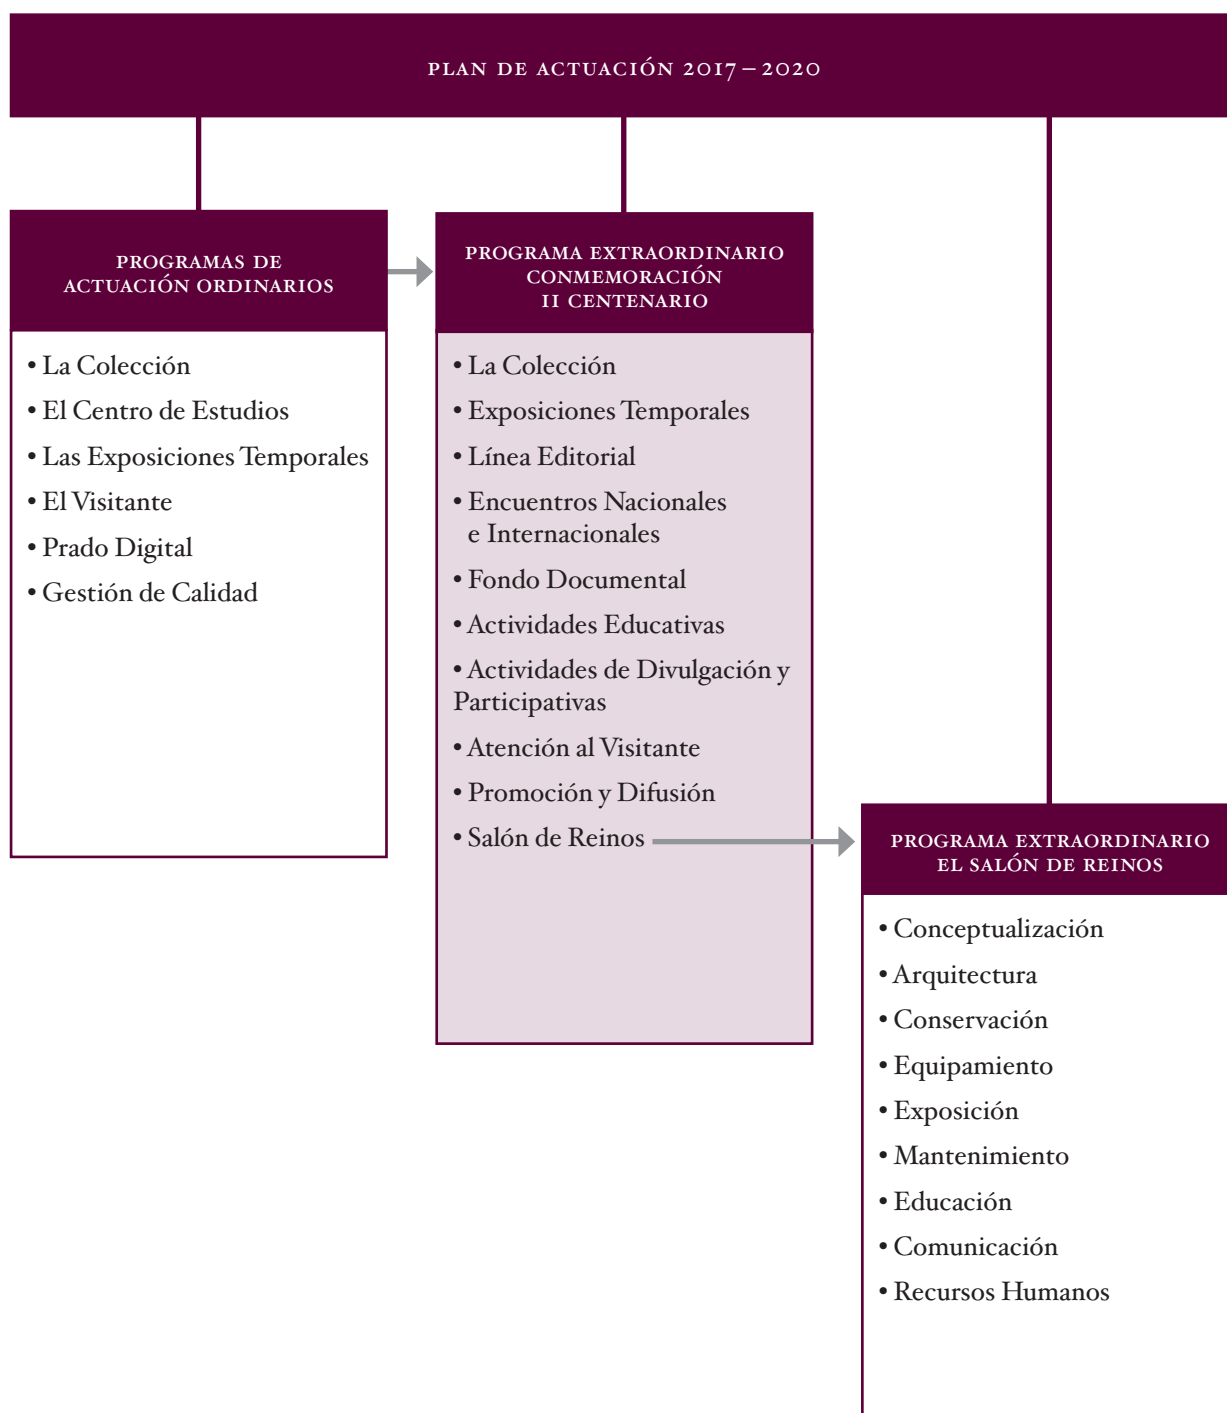 PLAN DE ACTUACIÓN 2017–2020
PROGRAMAS DE
ACTUACIÓN ORDINARIOS
• La Colección
• El Centro de Estudios
• Las Exposiciones Temporales
• El Visitante
• Prado Digital
• Gestión de Calidad
PROGRAMA EXTRAORDINARIO
CONMEMORACIÓN
II CENTENARIO
• La Colección
• Exposiciones Temporales
• Línea Editorial
• Encuentros Nacionales
e Internacionales
• Fondo Documental
• Actividades Educativas
• Actividades de Divulgación y
Participativas
• Atención al Visitante
• Promoción y Difusión
• Salón de Reinos
PROGRAMA EXTRAORDINARIO
EL SALÓN DE REINOS
• Conceptualización
• Arquitectura
• Conservación
• Equipamiento
• Exposición
• Mantenimiento
• Educación
• Comunicación
• Recursos Humanos